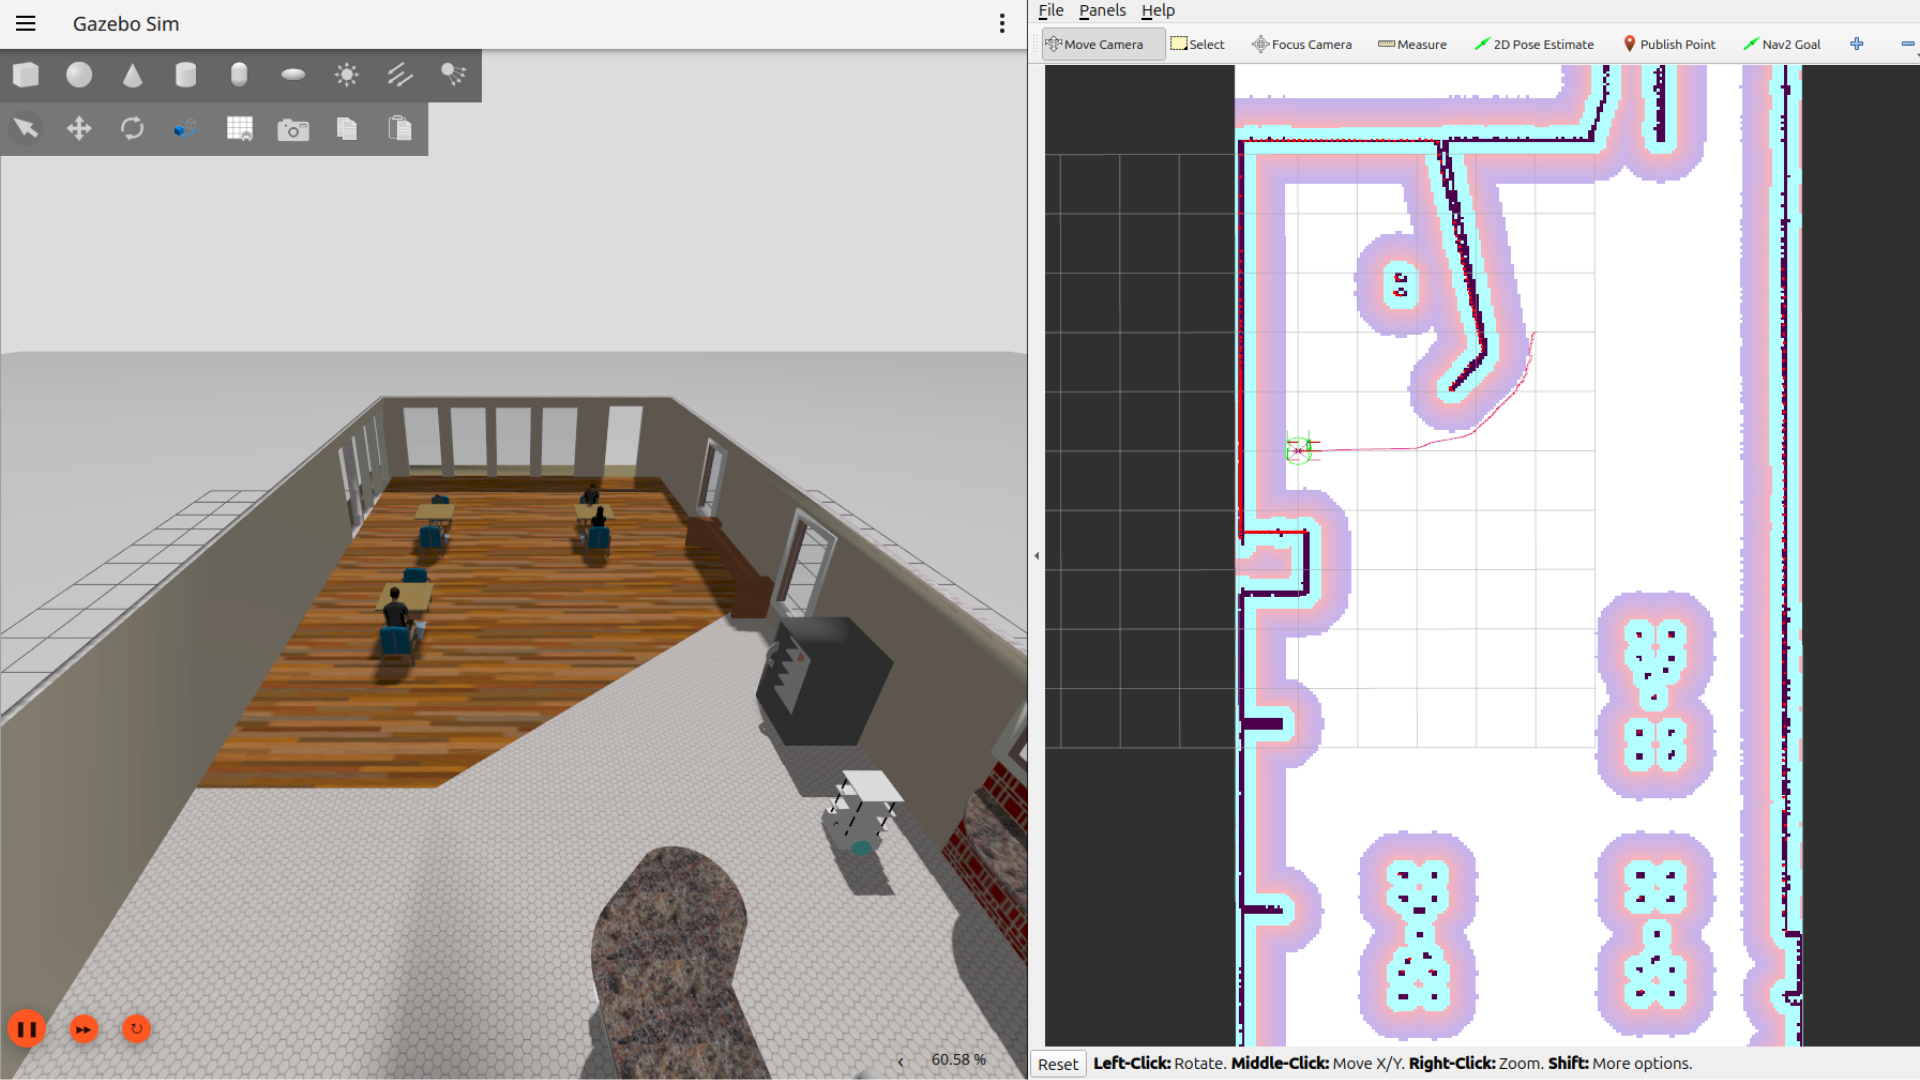 Gazebo Sim
60.58 %
File Panels Help
Move Camera Select Focus Camera Measure 2D Pose Estimate Publish Point Nav2 Goal
Reset Left-Click: Rotate. Middle-Click: Move X/Y. Right-Click: Zoom. Shift: More options.